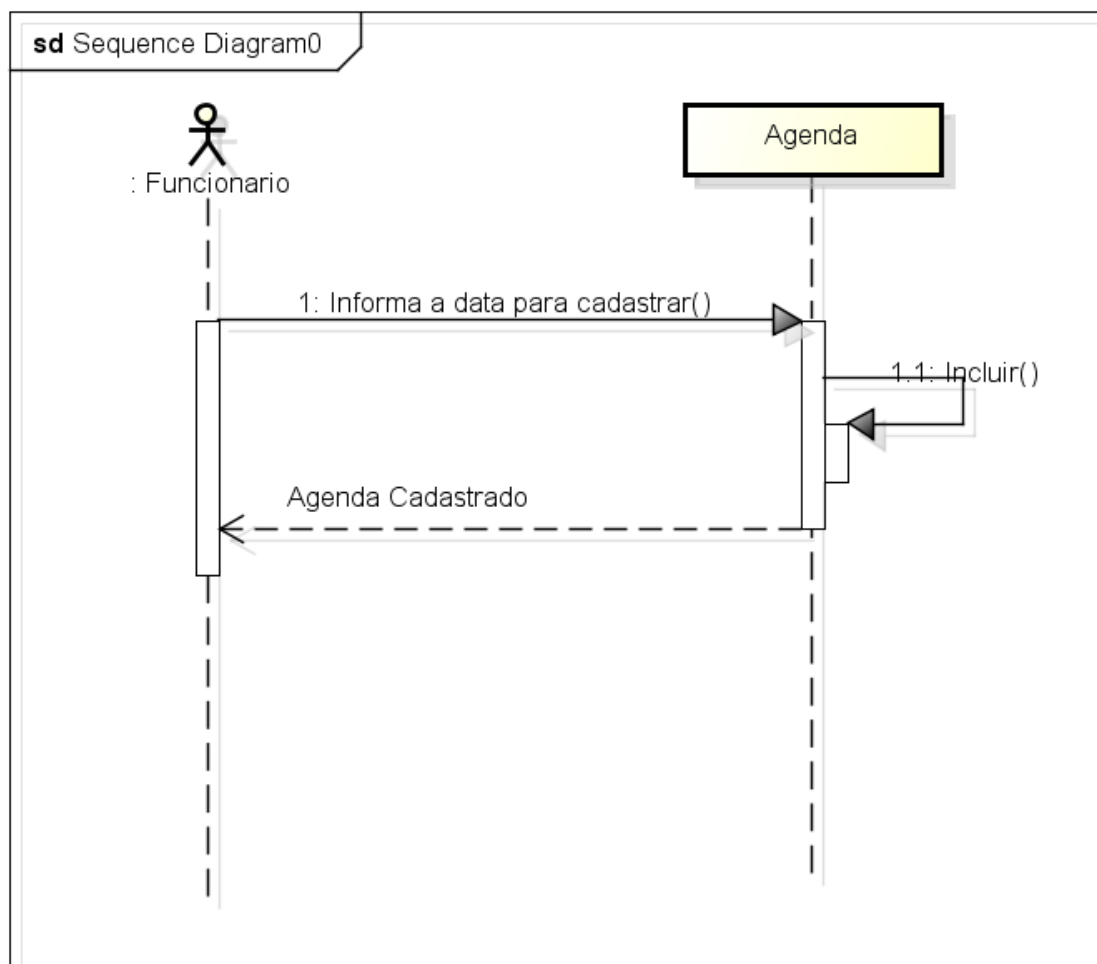 sd Sequence Diagram0
: Funcionario
Agenda
1: Informa a data para cadastrar()
1.1: Incluir()
Agenda Cadastrado